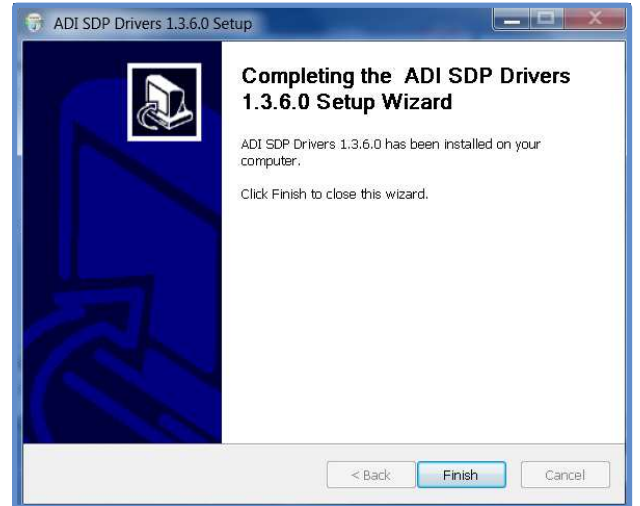 ADI SDP Drivers 1.3.6.0 Setup
Completing the ADI SDP Drivers
1.3.6.0 Setup Wizard
ADI SDP Drivers 1.3.6.0 has been installed on your
computer.
Click Finish to close this wizard.
< Back
Finish
Cancel